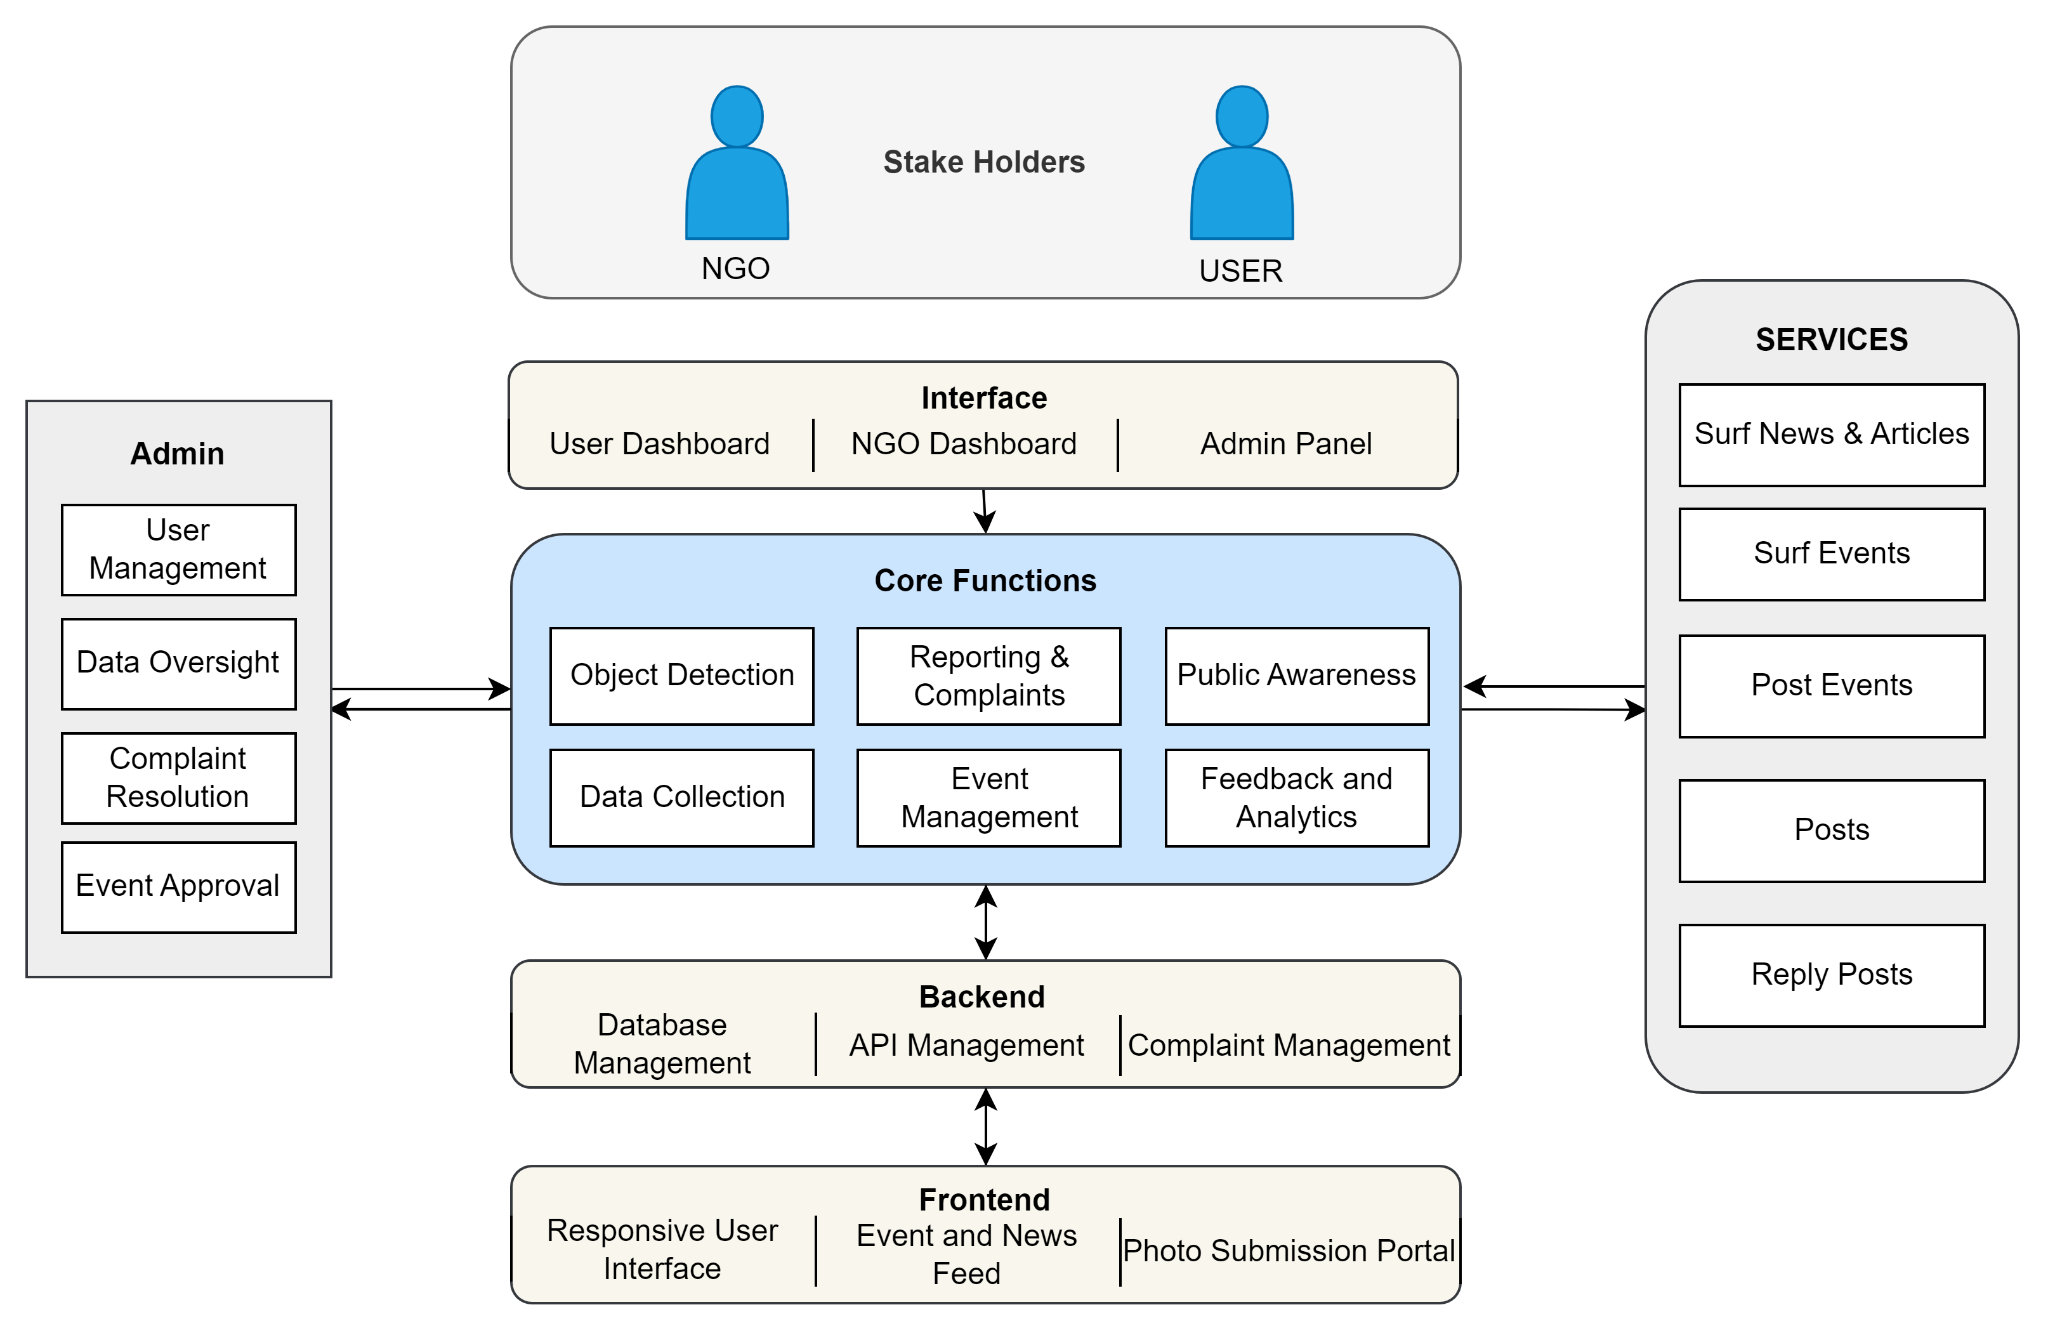 Stake Holders
NGO
USER
Interface
User Dashboard
NGO Dashboard
Admin Panel
Admin
User
Management
Data Oversight
Complaint
Resolution
Event Approval
Core Functions
Object Detection
Reporting &
Complaints
Public Awareness
Data Collection
Event
Management
Feedback and
Analytics
SERVICES
Surf News & Articles
Surf Events
Post Events
Posts
Reply Posts
Backend
Database
Management
API Management
Complaint Management
Frontend
Responsive User
Interface
Event and News
Feed
Photo Submission Portal